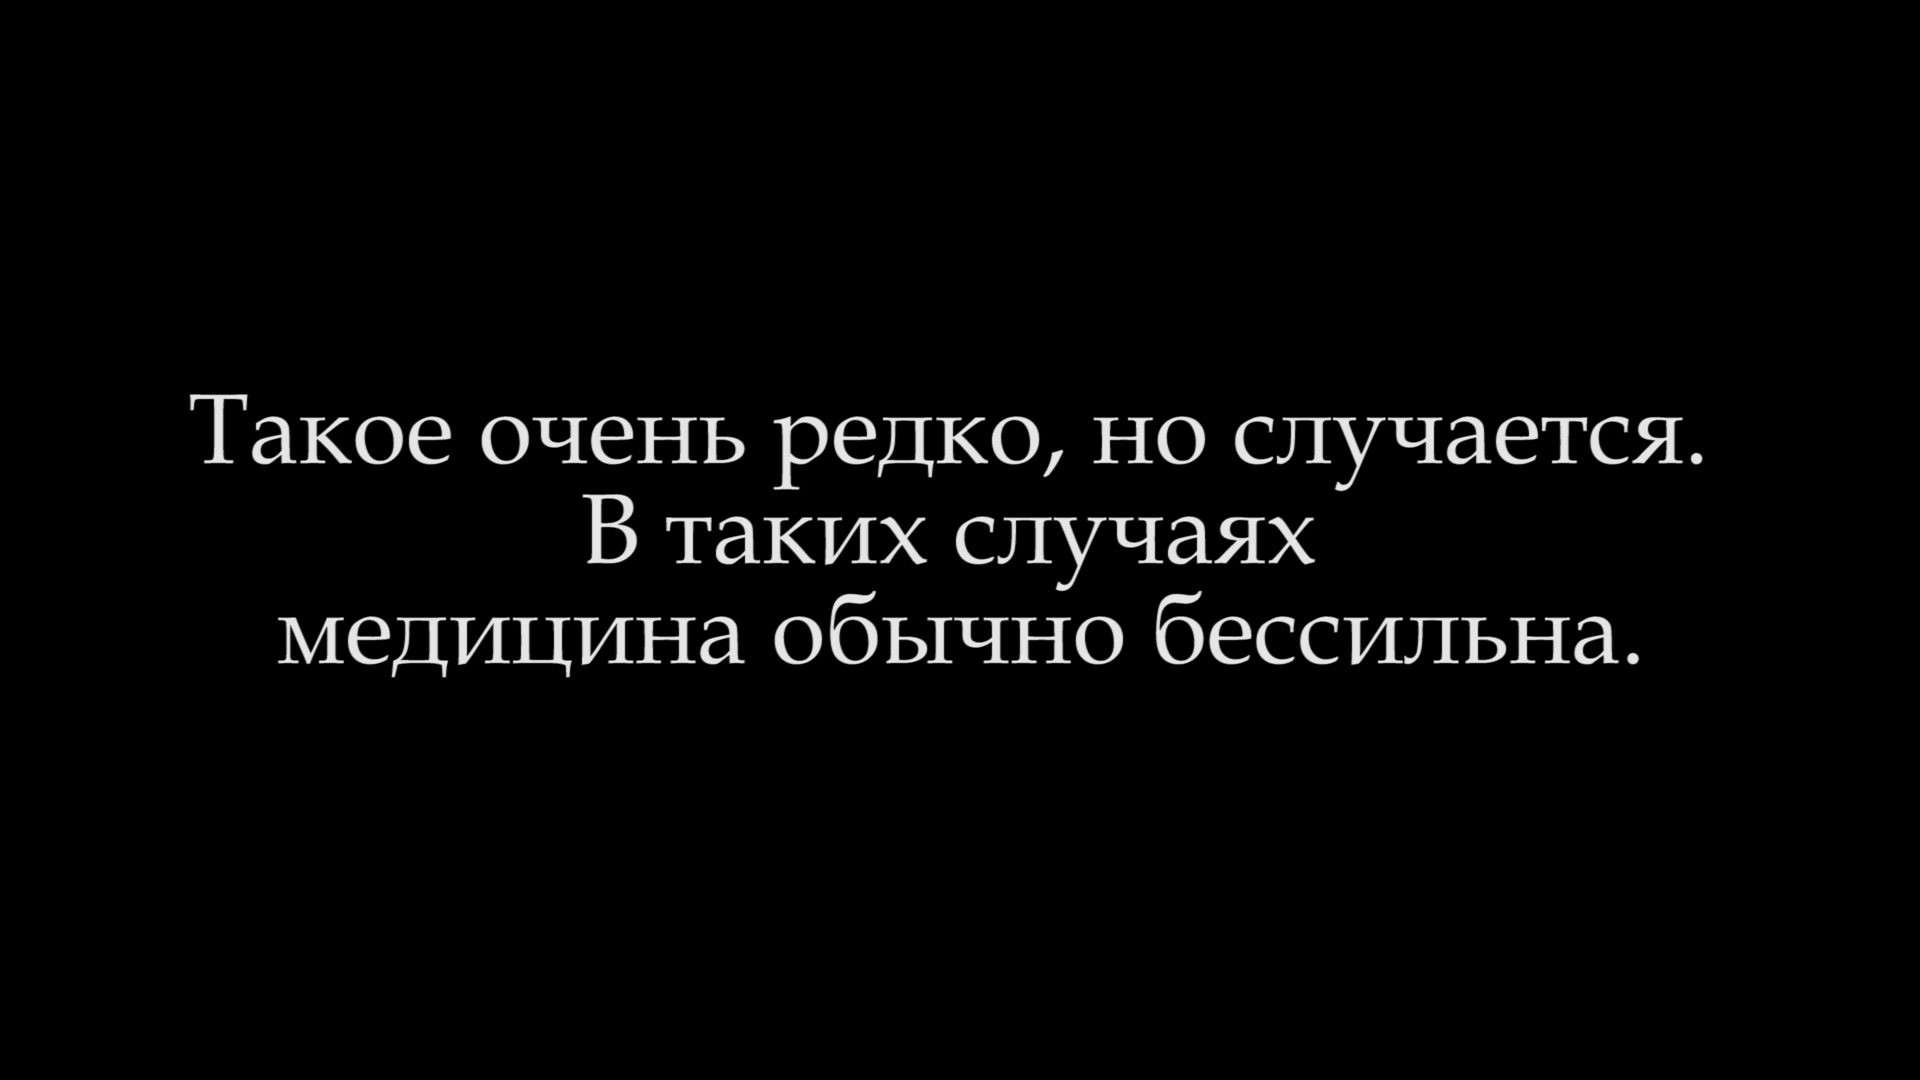 Такое очень редко, но случается.
В таких случаях
медицина обычно бессильна.